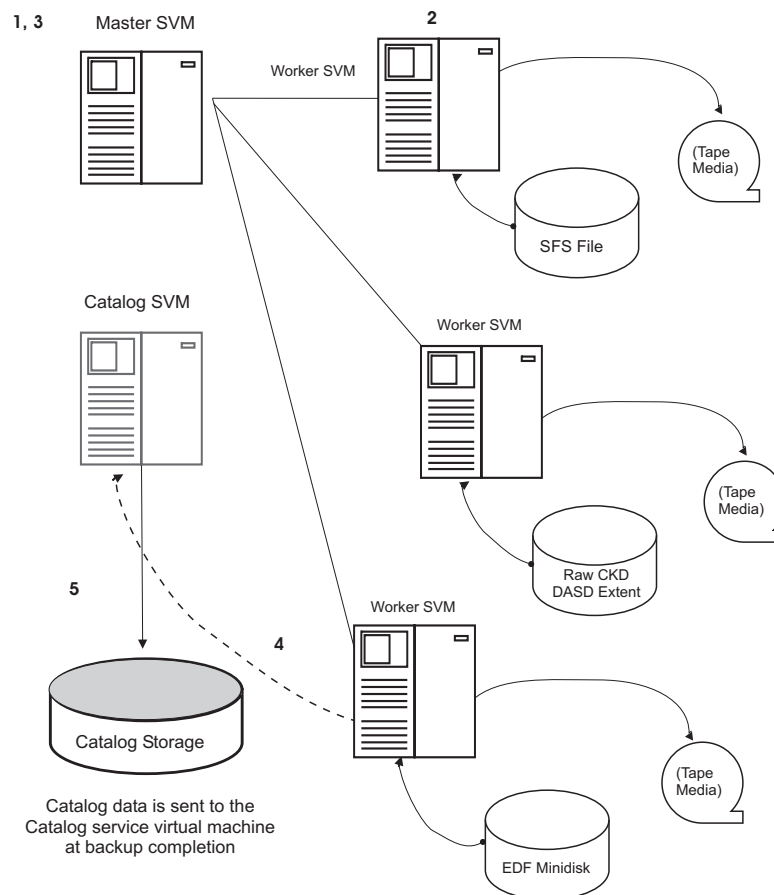 1, 3
Master SVM
2
Worker SVM
(Tape
Media)
SFS File
Catalog SVM
Worker SVM
(Tape
Media)
Raw CKD
DASD Extent
5
Worker SVM
4
Catalog Storage
(Tape
Media)
Catalog data is sent to the
Catalog service virtual machine
at backup completion
EDF Minidisk